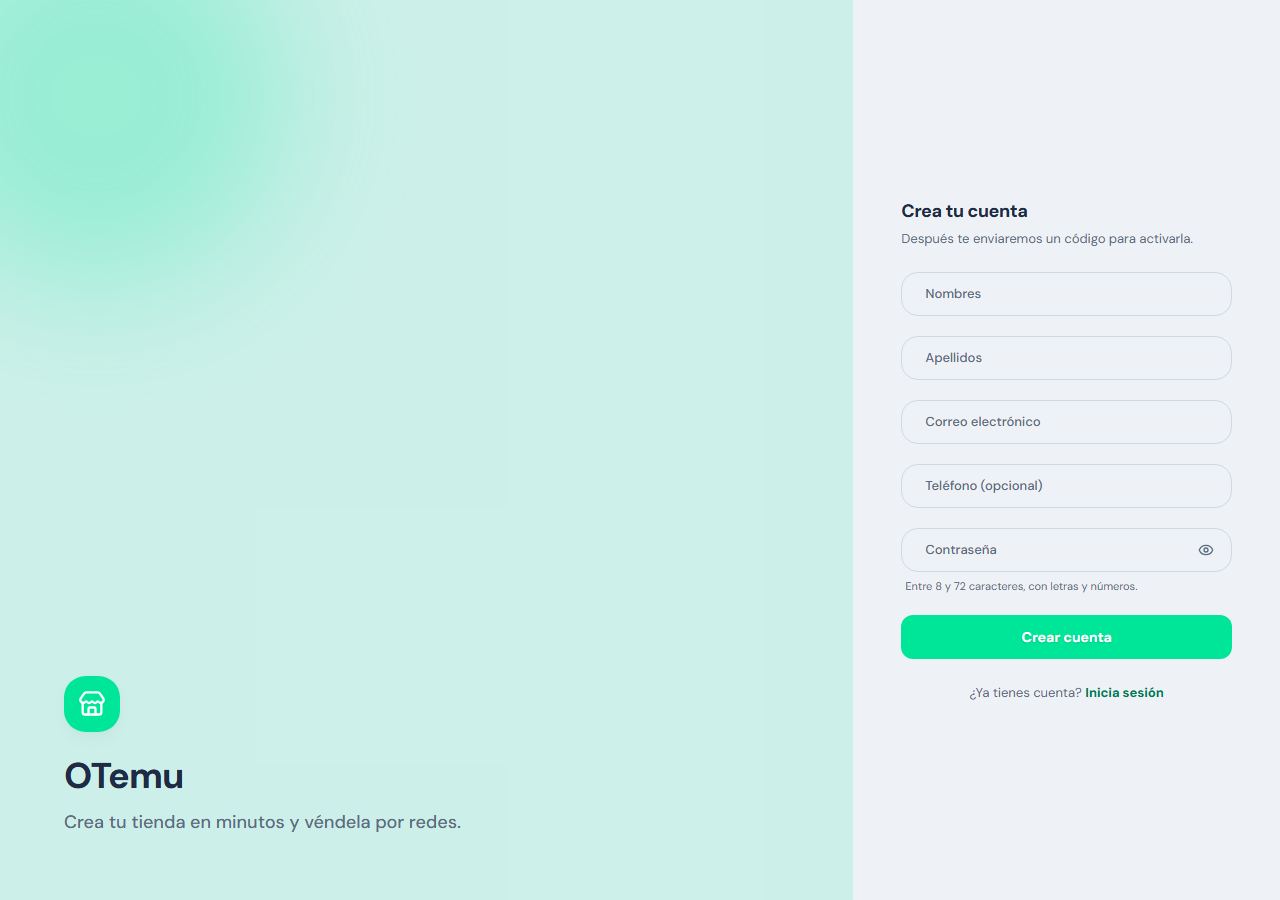 OTemu
Crea tu tienda en minutos y véndela por redes.
Crea tu cuenta
Después te enviaremos un código para activarla.
Nombres
Apellidos
Correo electrónico
Teléfono (opcional)
Contraseña
Entre 8 y 72 caracteres, con letras y números.
Crear cuenta
¿Ya tienes cuenta? Inicia sesión